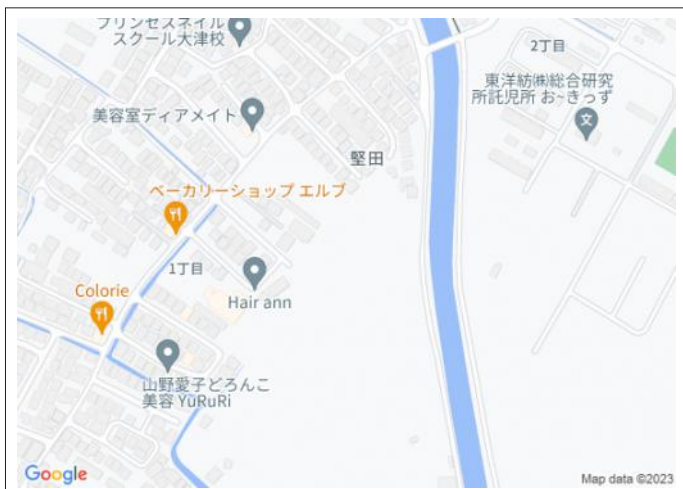 プリンセスネイル
スクール大津校
2丁目
東洋紡㈱総合研究
所託児所 お~きっず
美容室ディアメイト
堅田
ベーカリーショップ エルブ
1丁目
Colorie
Hair ann
山野愛子どろんこ
美容 YuRuRi
Google
Map data ©2023